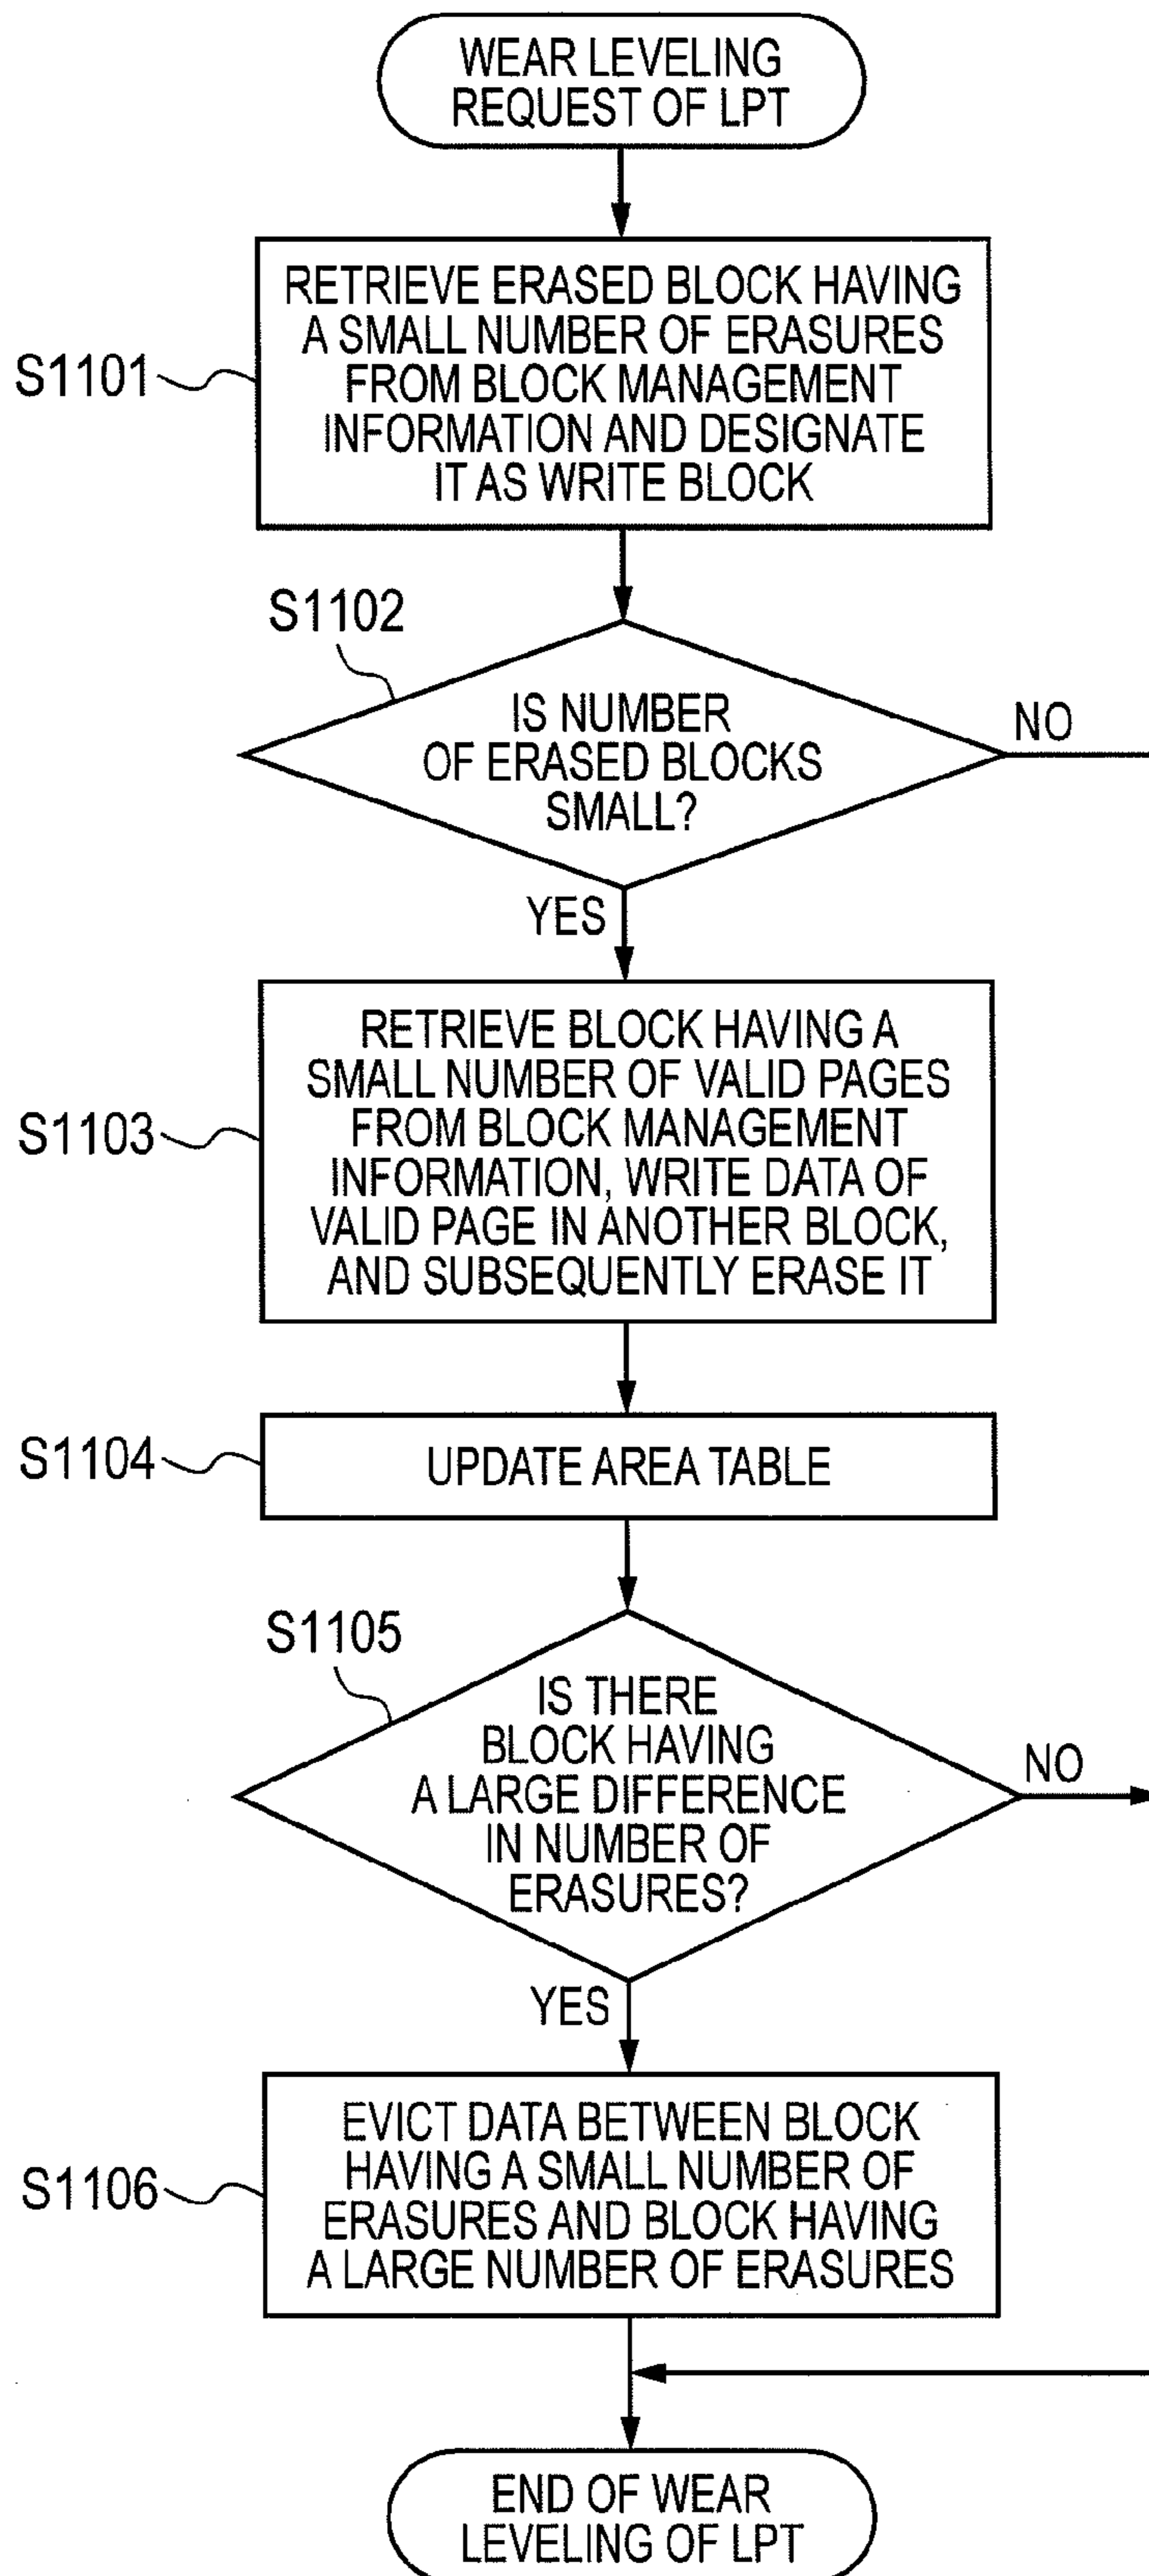 WEAR LEVELING
REQUEST OF LPT
S1101
RETRIEVE ERASED BLOCK HAVING
A SMALL NUMBER OF ERASURES
FROM BLOCK MANAGEMENT
INFORMATION AND DESIGNATE
IT AS WRITE BLOCK
S1102
IS NUMBER
OF ERASED BLOCKS
SMALL?
NO
YES
S1103
RETRIEVE BLOCK HAVING A
SMALL NUMBER OF VALID PAGES
FROM BLOCK MANAGEMENT
INFORMATION, WRITE DATA OF
VALID PAGE IN ANOTHER BLOCK,
AND SUBSEQUENTLY ERASE IT
S1104
UPDATE AREA TABLE
S1105
IS THERE
BLOCK HAVING
A LARGE DIFFERENCE
IN NUMBER OF
ERASURES?
NO
YES
S1106
EVICT DATA BETWEEN BLOCK
HAVING A SMALL NUMBER OF
ERASURES AND BLOCK HAVING
A LARGE NUMBER OF ERASURES
END OF WEAR
LEVELING OF LPT